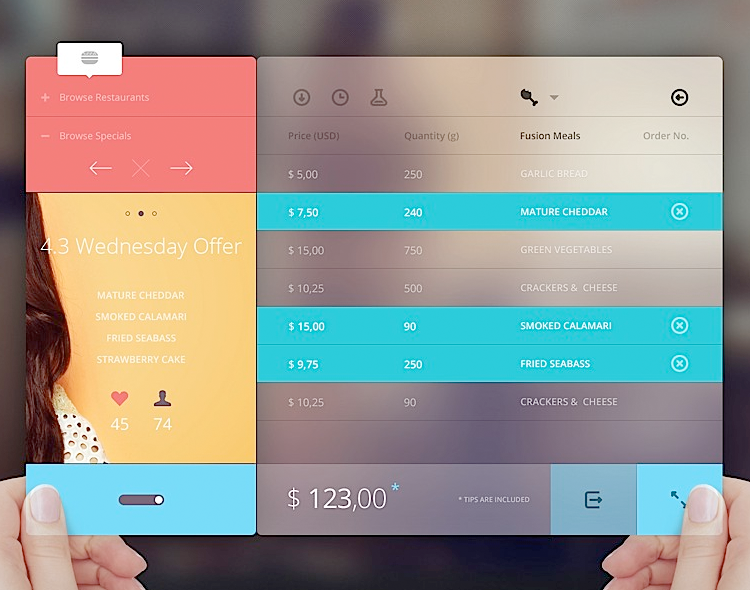 Browse Restaurants
Browse Specials
4.3 Wednesday Offer
MATURE CHEDDAR
SMOKED CALAMARI
FRIED SEABASS
STRAWBERRY CAKE
45 74
Price (USD) Quantity (g) Fusion Meals Order No.
$ 5,00 250 GARLIC BREAD
$ 7,50 240 MATURE CHEDDAR
$ 15,00 750 GREEN VEGETABLES
$ 10,25 500 CRACKERS & CHEESE
$ 15,00 90 SMOKED CALAMARI
$ 9,75 250 FRIED SEABASS
$ 10,25 90 CRACKERS & CHEESE
$ 123,00 * * TIPS ARE INCLUDED